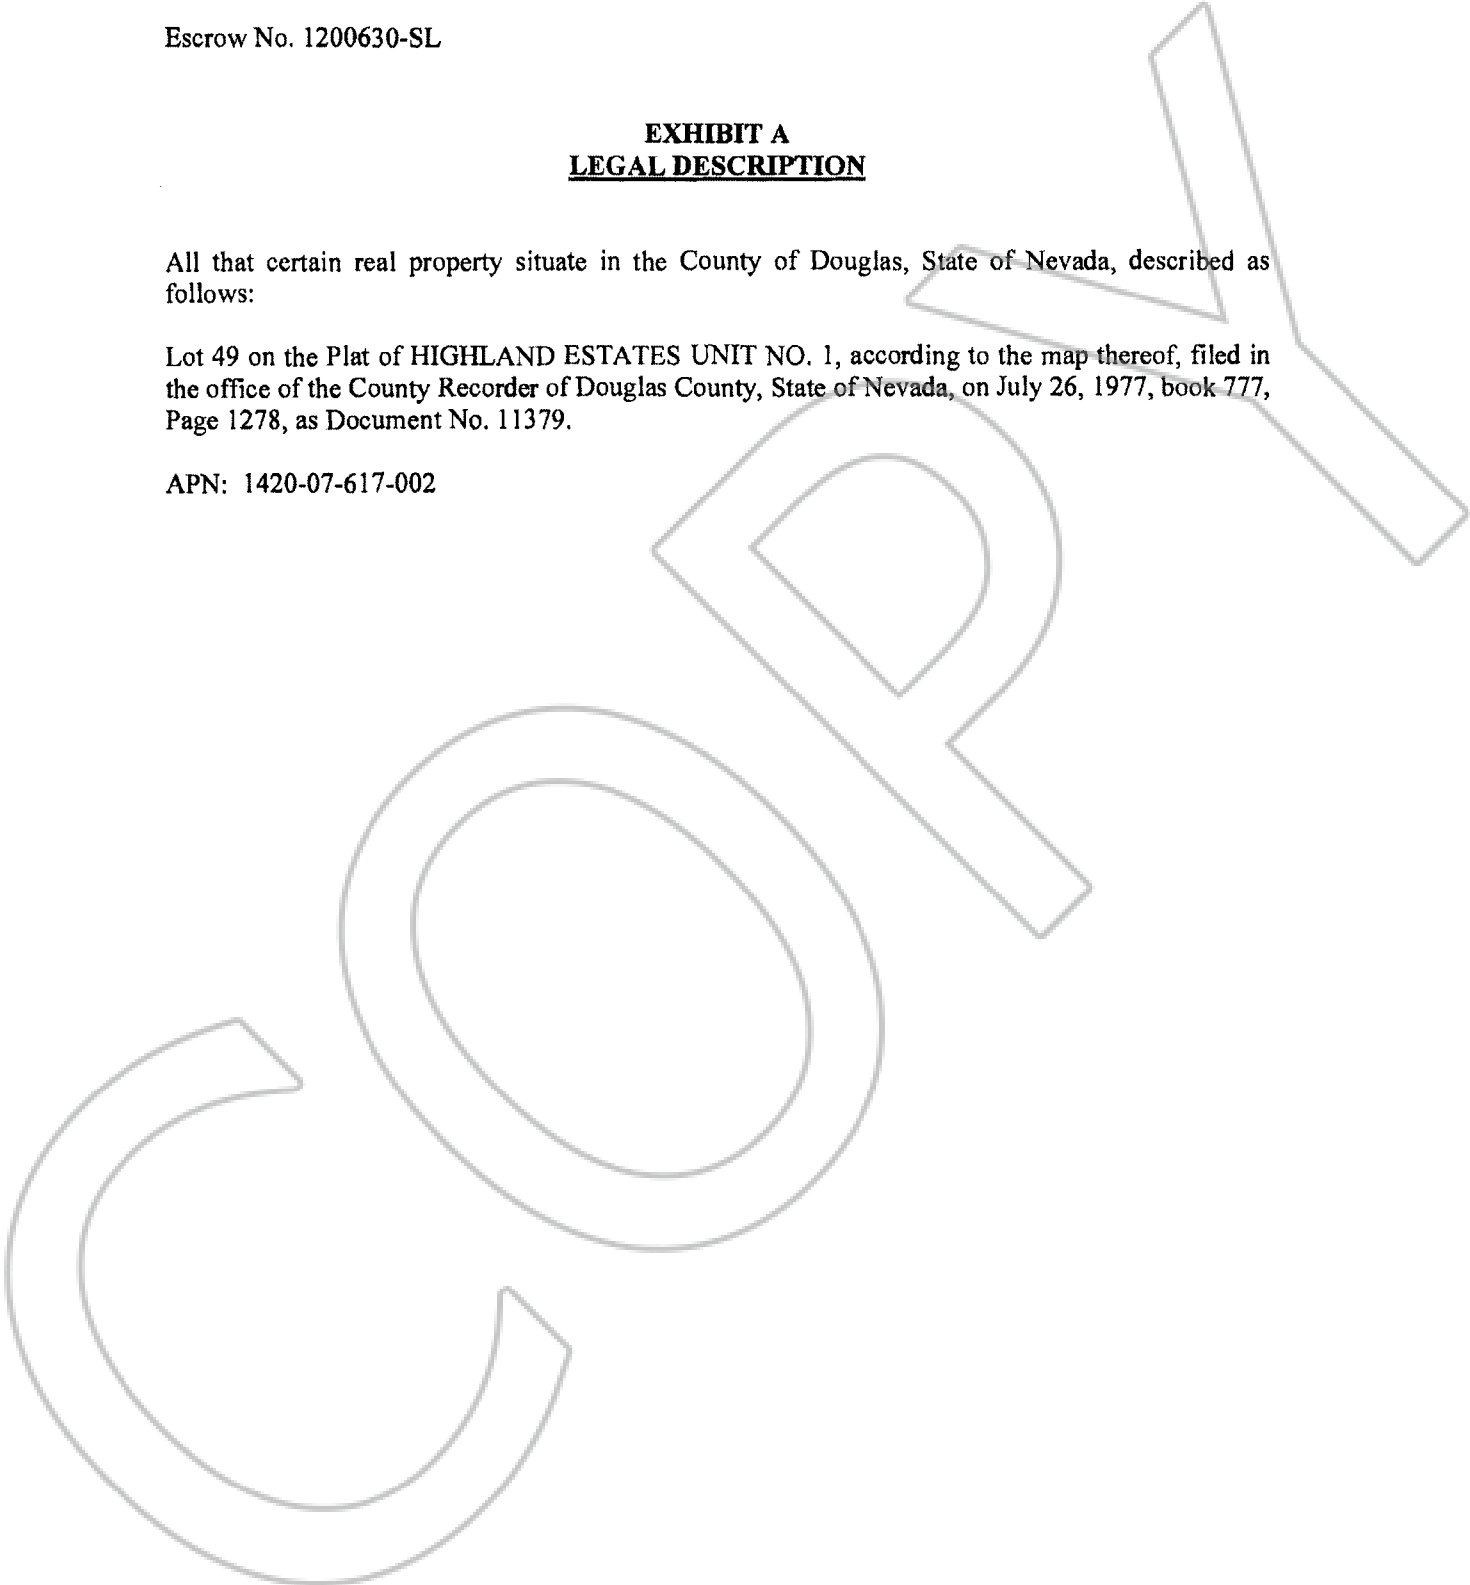 Escrow No. 1200630-SL
EXHIBIT A
LEGAL DESCRIPTION
All that certain real property situate in the County of Douglas, State of Nevada, described as
follows:
Lot 49 on the Plat of HIGHLAND ESTATES UNIT NO. 1, according to the map thereof, filed in
the office of the County Recorder of Douglas County, State of Nevada, on July 26, 1977, book 777,
Page 1278, as Document No. 11379.
APN: 1420-07-617-002
COPY